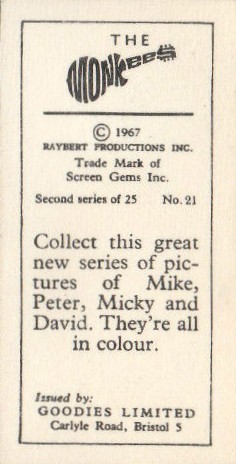 THE
MONKEES
© 1967
RAYBERT PRODUCTIONS INC.
Trade Mark of
Screen Gems Inc.
Second series of 25 No. 21
Collect this great
new series of pic-
tures of Mike,
Peter, Micky and
David. They're all
in colour.
Issued by:
GOODIES LIMITED
Carlyle Road, Bristol 5